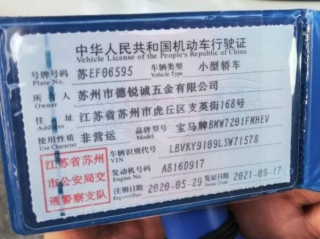 中华人民共和国机动车行驶证
Vehicle License of the People's Republic of China
号牌号码 苏EF06595 车辆类型 小型轿车
Plate No. Vehicle Type
所有人 苏州市德锐诚五金有限公司
Owner
住址 江苏省苏州市虎丘区支英街168号
Address
使用性质 非营运 品牌型号 宝马牌BMW7201FMHEV
Use Character Model
江苏省苏州市公安局交通警察支队
车辆识别代号 LBVKY9109LSW71578
VIN
发动机号码 A816D917
Engine No.
注册日期 2020-05-29 发证日期 2021-09-17
Register Date Issue Date